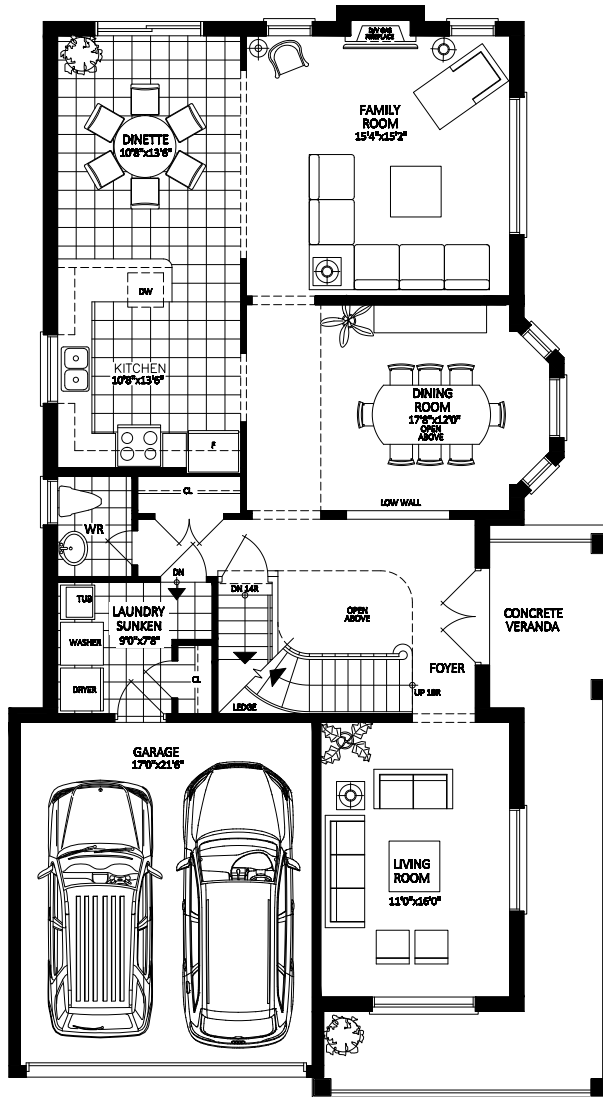 D/V GAS
FIREPLACE
FAMILY
ROOM
15'4"x15'2"
DINETTE
10'8"x13'6"
DW
KITCHEN
10'8"x13'6"
DINING
ROOM
17'8"x12'0"
OPEN
ABOVE
F
CL
LOW WALL
WR
DN
DN 14R
TUB
LAUNDRY
SUNKEN
9'0"x7'8"
WASHER
OPEN
ABOVE
CONCRETE
VERANDA
FOYER
CL
DRYER
UP 18R
LEDGE
GARAGE
17'0"x21'6"
LIVING
ROOM
11'0"x16'0"